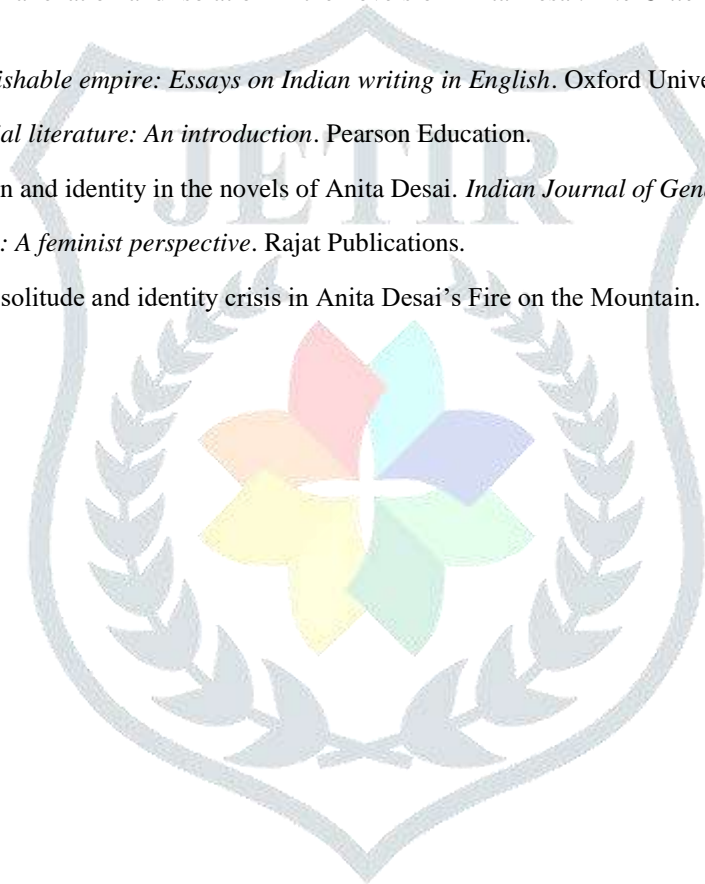 ishable empire: Essays on Indian writing in English. Oxford Unive
ial literature: An introduction. Pearson Education.
JETIR
n and identity in the novels of Anita Desai. Indian Journal of Gen
: A feminist perspective. Rajat Publications.
solitude and identity crisis in Anita Desai’s Fire on the Mountain.